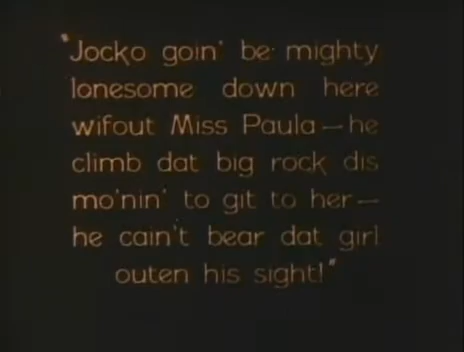 "Jocko goin' be mighty
lonesome down here
wifout Miss Paula—he
climb dat big rock dis
mo'nin' to git to her—
he cain't bear dat girl
outen his sight!"